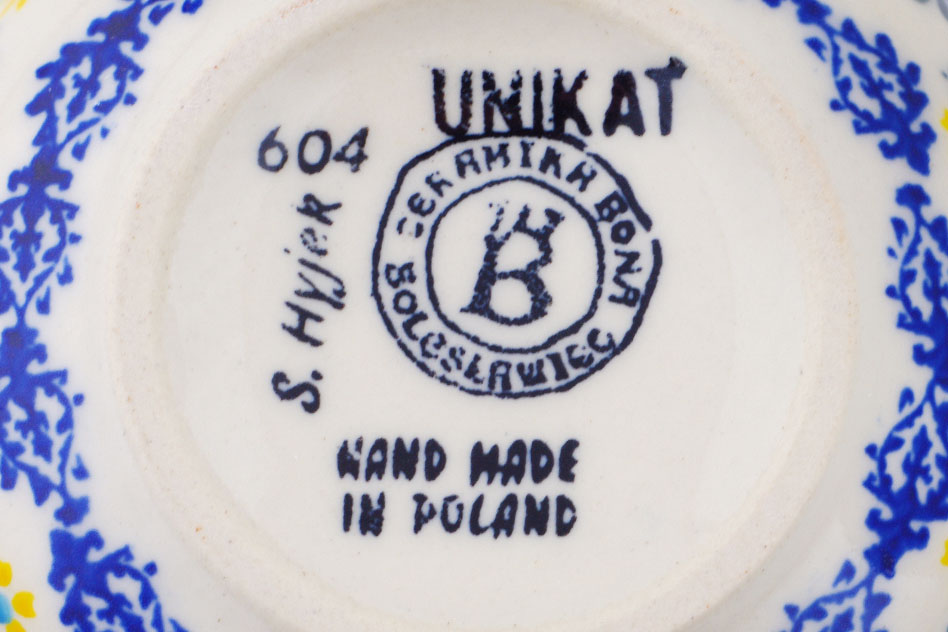 UNIKAT
604
CERAMIKA BONA
B
BOLESŁAWIEC
S. Hyjek
HAND MADE
IN POLAND